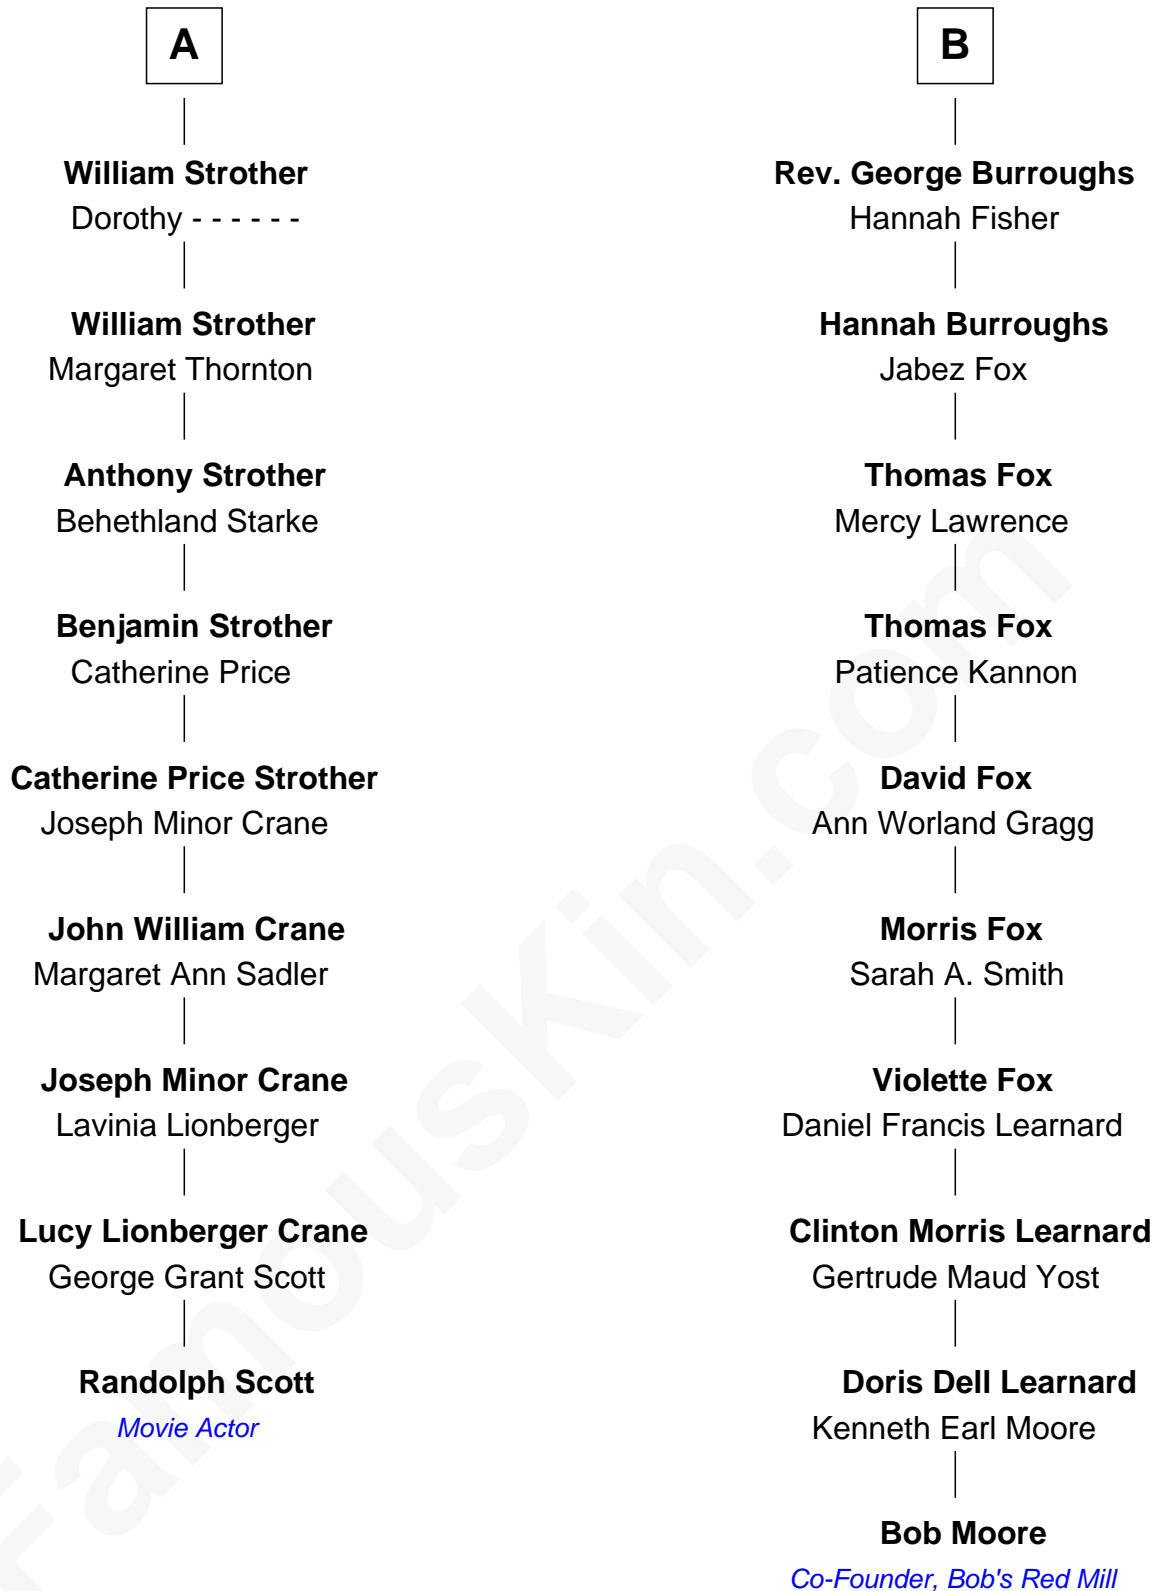 A
William Strother
Dorothy - - - - - -
William Strother
Margaret Thornton
Anthony Strother
Behethland Starke
Benjamin Strother
Catherine Price
Catherine Price Strother
Joseph Minor Crane
John William Crane
Margaret Ann Sadler
Joseph Minor Crane
Lavinia Lionberger
Lucy Lionberger Crane
George Grant Scott
Randolph Scott
Movie Actor
B
Rev. George Burroughs
Hannah Fisher
Hannah Burroughs
Jabez Fox
Thomas Fox
Mercy Lawrence
Thomas Fox
Patience Kannon
David Fox
Ann Worland Gragg
Morris Fox
Sarah A. Smith
Violette Fox
Daniel Francis Learnard
Clinton Morris Learnard
Gertrude Maud Yost
Doris Dell Learnard
Kenneth Earl Moore
Bob Moore
Co-Founder, Bob's Red Mill
FamousKin.com